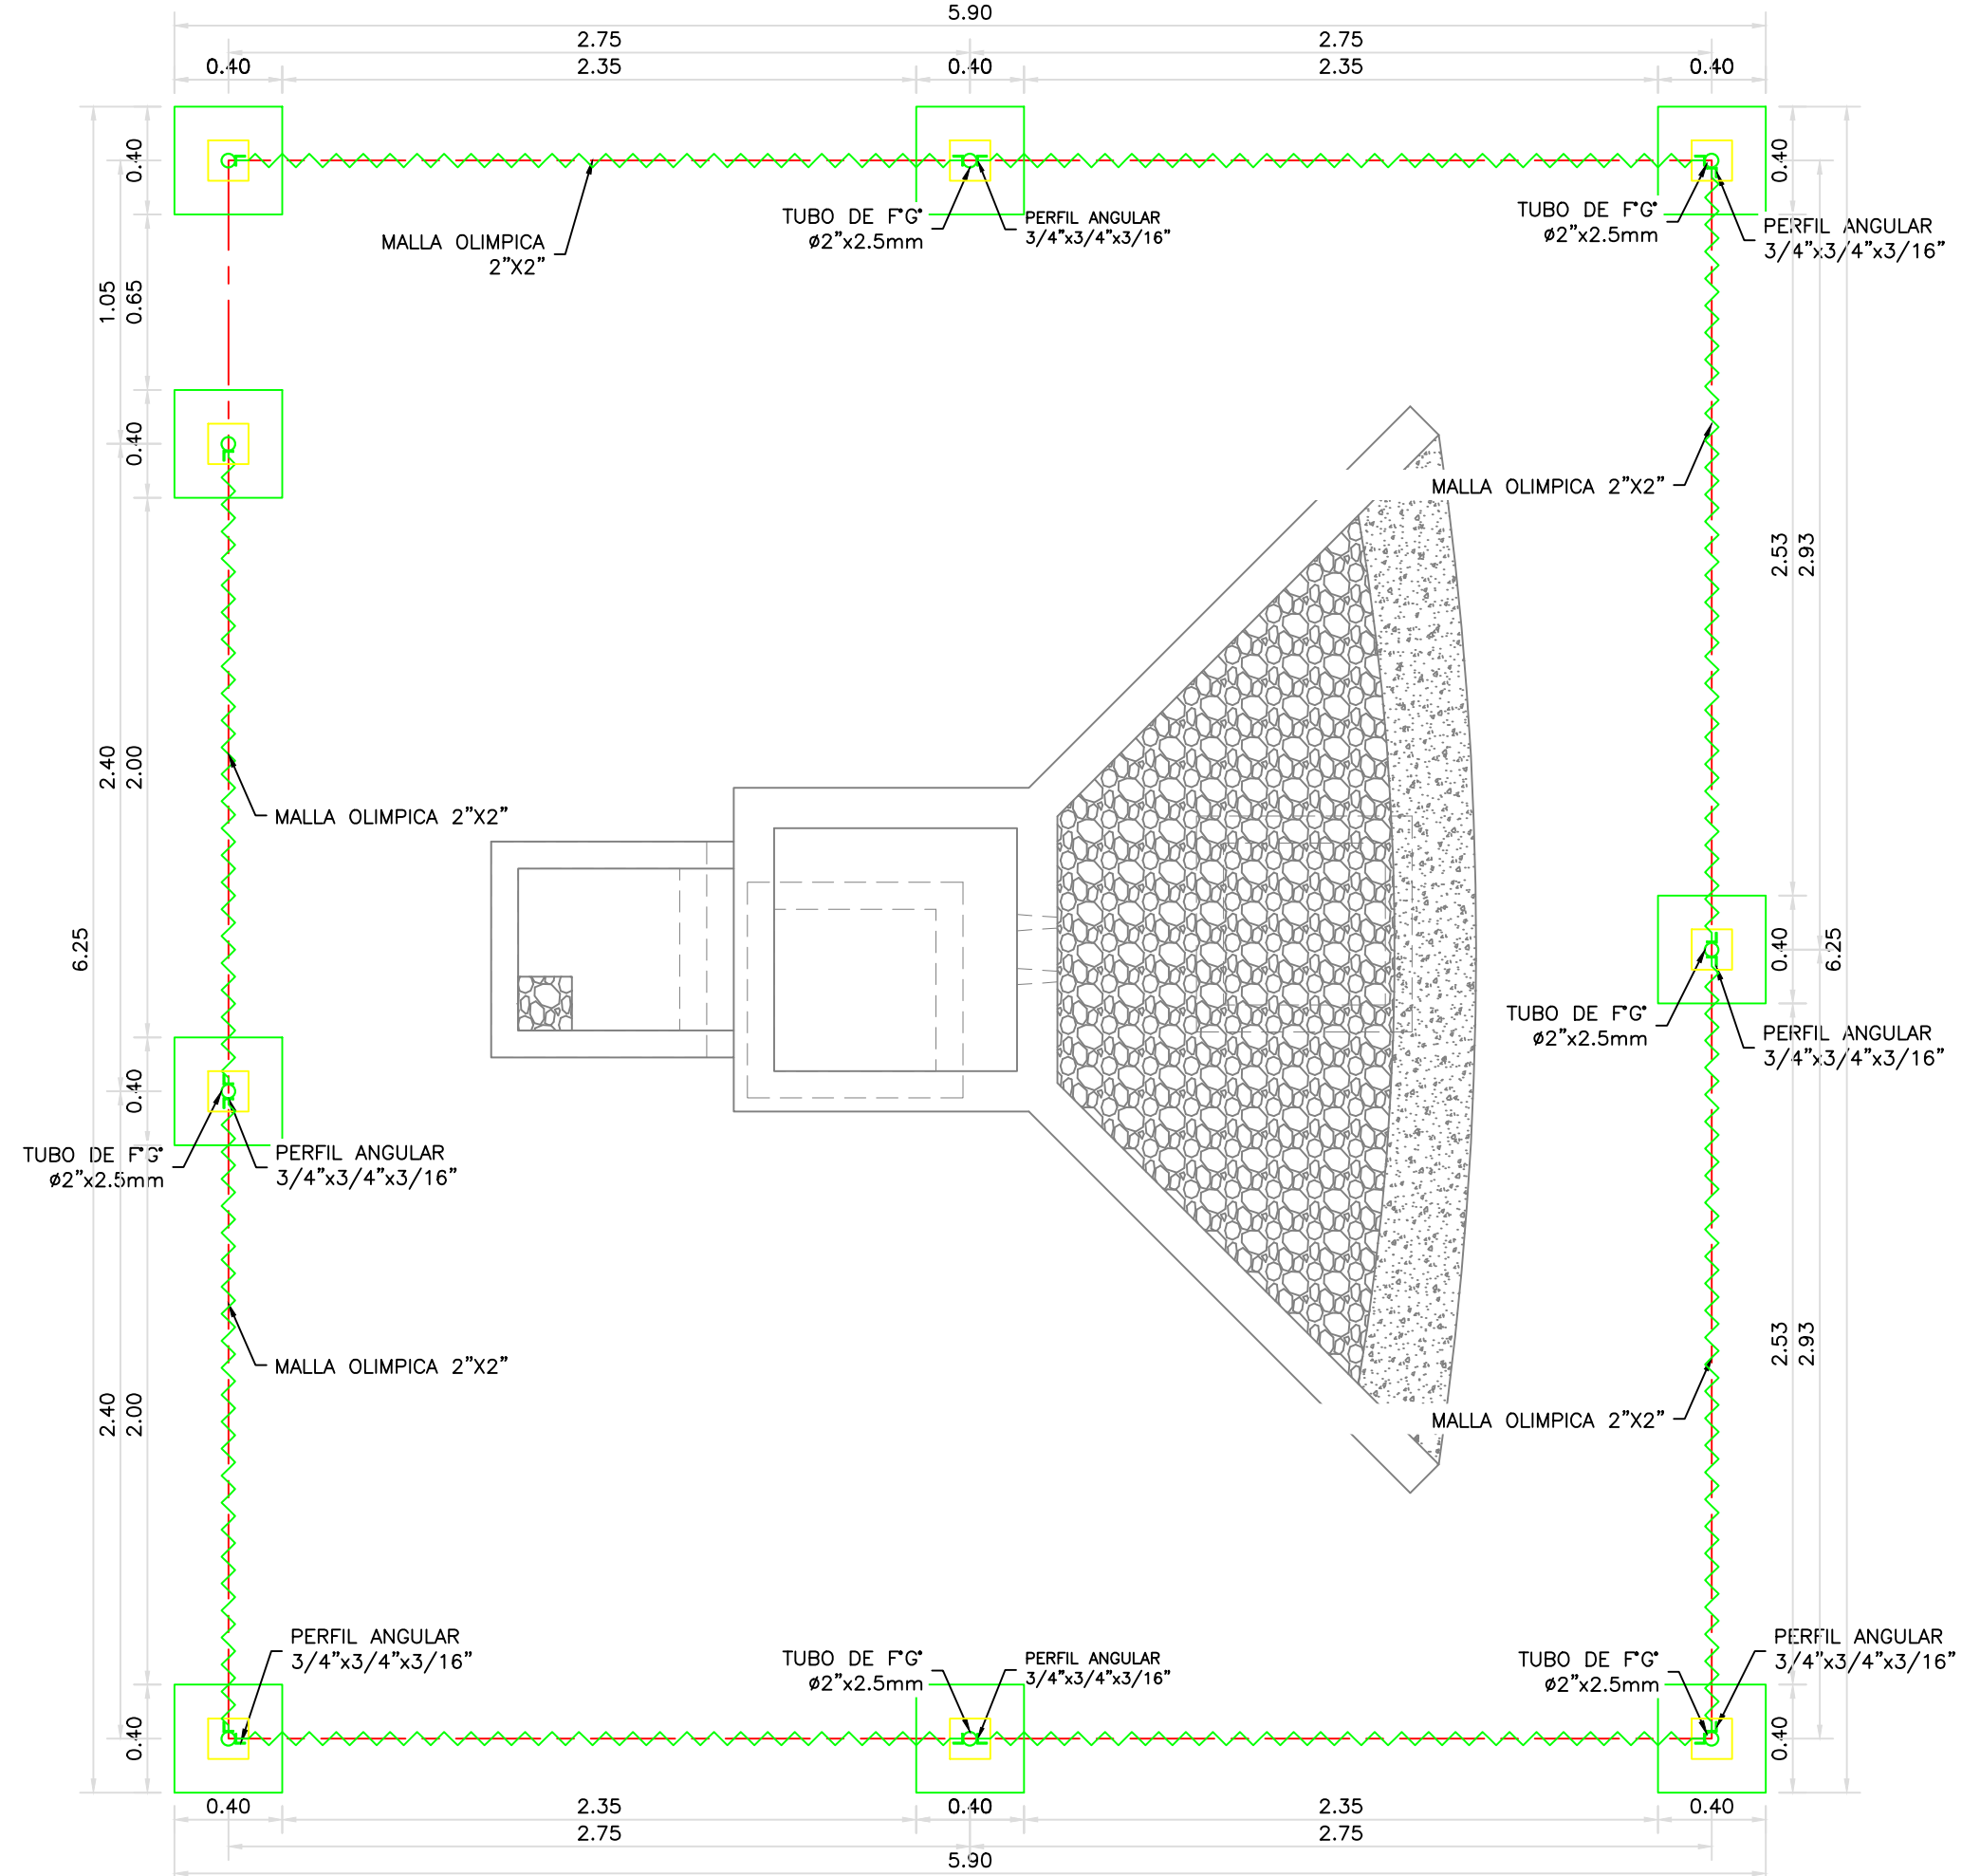 5.90
2.75 2.75
0.40 2.35 0.40 2.35 0.40
0.40
0.40
TUBO DE F°G°
Ø2"x2.5mm
PERFIL ANGULAR
3/4"x3/4"x3/16"
TUBO DE F°G°
Ø2"x2.5mm
PERFIL ANGULAR
3/4"x3/4"x3/16"
MALLA OLIMPICA
2"X2"
1.05
0.65
0.40
MALLA OLIMPICA 2"X2"
2.53
2.93
2.40
2.00
MALLA OLIMPICA 2"X2"
6.25
0.40
6.25
TUBO DE F°G°
Ø2"x2.5mm
PERFIL ANGULAR
3/4"x3/4"x3/16"
0.40
TUBO DE F°G°
Ø2"x2.5mm
PERFIL ANGULAR
3/4"x3/4"x3/16"
2.53
2.93
MALLA OLIMPICA 2"X2"
2.40
2.00
MALLA OLIMPICA 2"X2"
PERFIL ANGULAR
3/4"x3/4"x3/16"
TUBO DE F°G°
Ø2"x2.5mm
PERFIL ANGULAR
3/4"x3/4"x3/16"
TUBO DE F°G°
Ø2"x2.5mm
PERFIL ANGULAR
3/4"x3/4"x3/16"
0.40
0.40
0.40 2.35 0.40 2.35 0.40
2.75 2.75
5.90